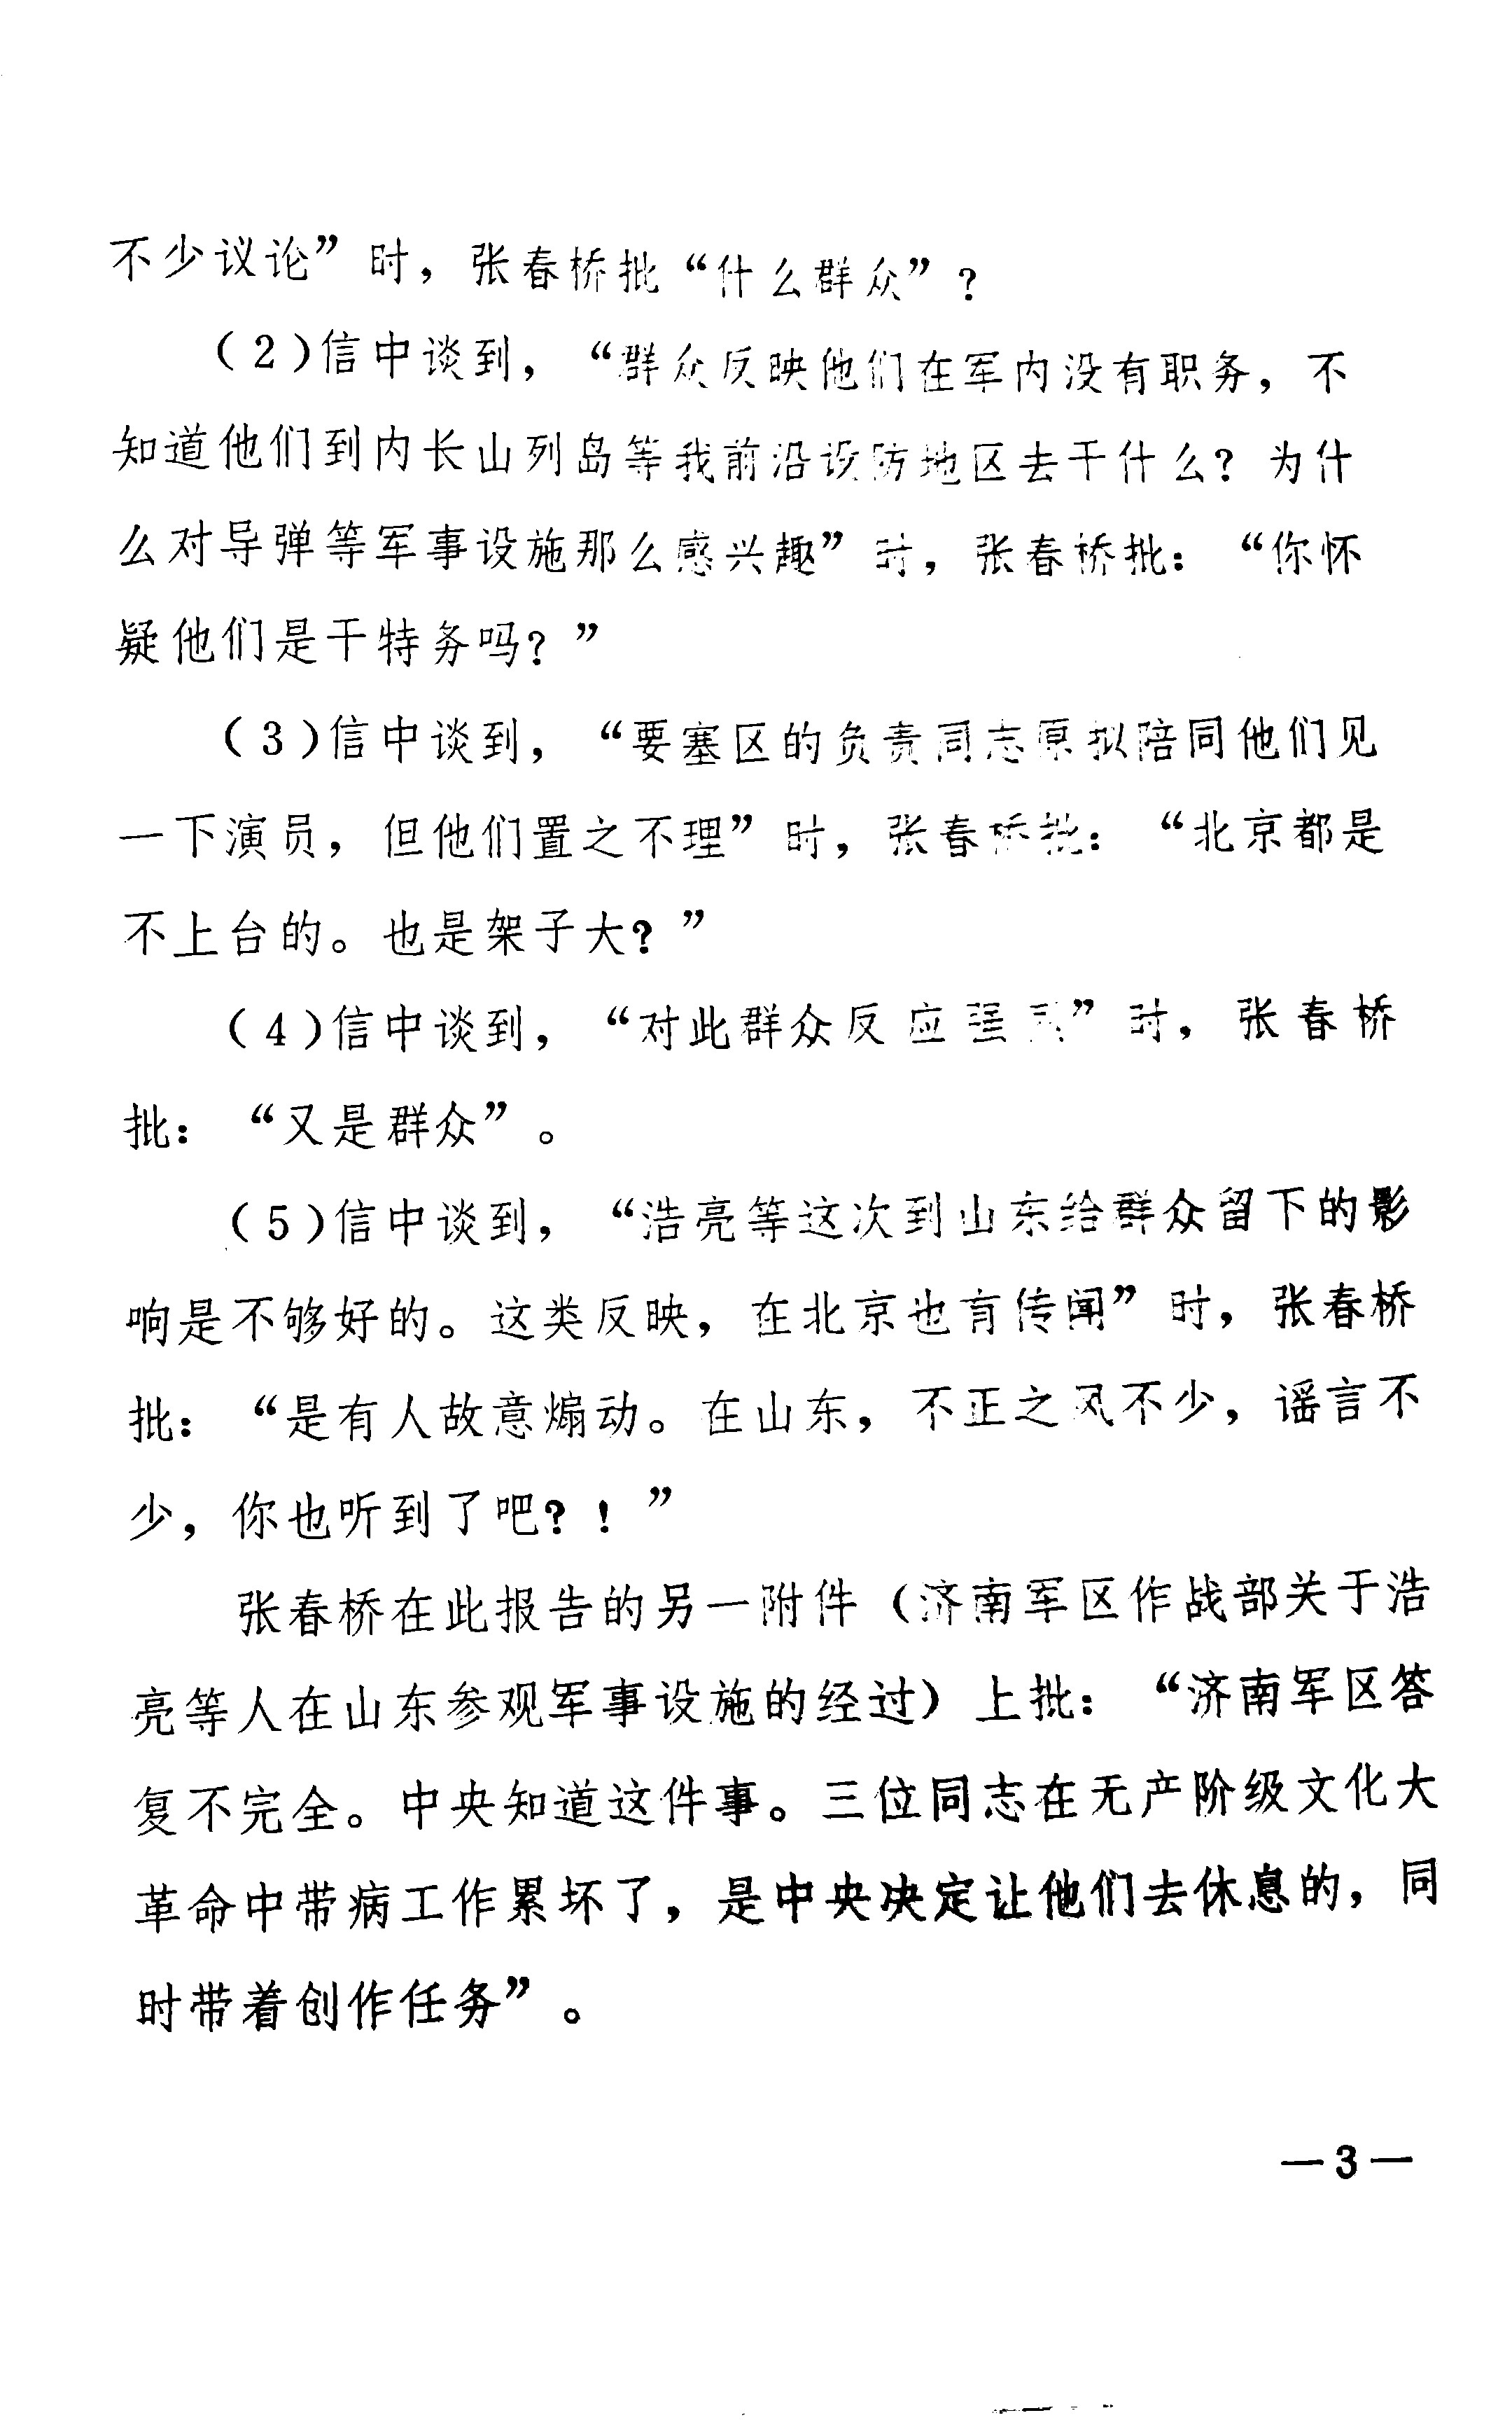 不少议论”时，张春桥批“什么群众”？
（2）信中谈到，“群众反映他们在军内没有职务，不
知道他们到内长山列岛等我前沿设防地区去干什么？为什
么对导弹等军事设施那么感兴趣”时，张春桥批：“你怀
疑他们是干特务吗？”
（3）信中谈到，“要塞区的负责同志原拟陪同他们见
一下演员，但他们置之不理”时，张春桥批：“北京都是
不上台的。也是架子大？”
（4）信中谈到，“对此群众反应”时，张春桥
批：“又是群众”。
（5）信中谈到，“浩亮等这次到山东给群众留下的影
响是不够好的。这类反映，在北京也有传闻”时，张春桥
批：“是有人故意煽动。在山东，不正之风不少，谣言不
少，你也听到了吧？！”
张春桥在此报告的另一附件（济南军区作战部关于浩
亮等人在山东参观军事设施的经过）上批：“济南军区答
复不完全。中央知道这件事。三位同志在无产阶级文化大
革命中带病工作累坏了，是中央决定让他们去休息的，同
时带着创作任务”。
—3—